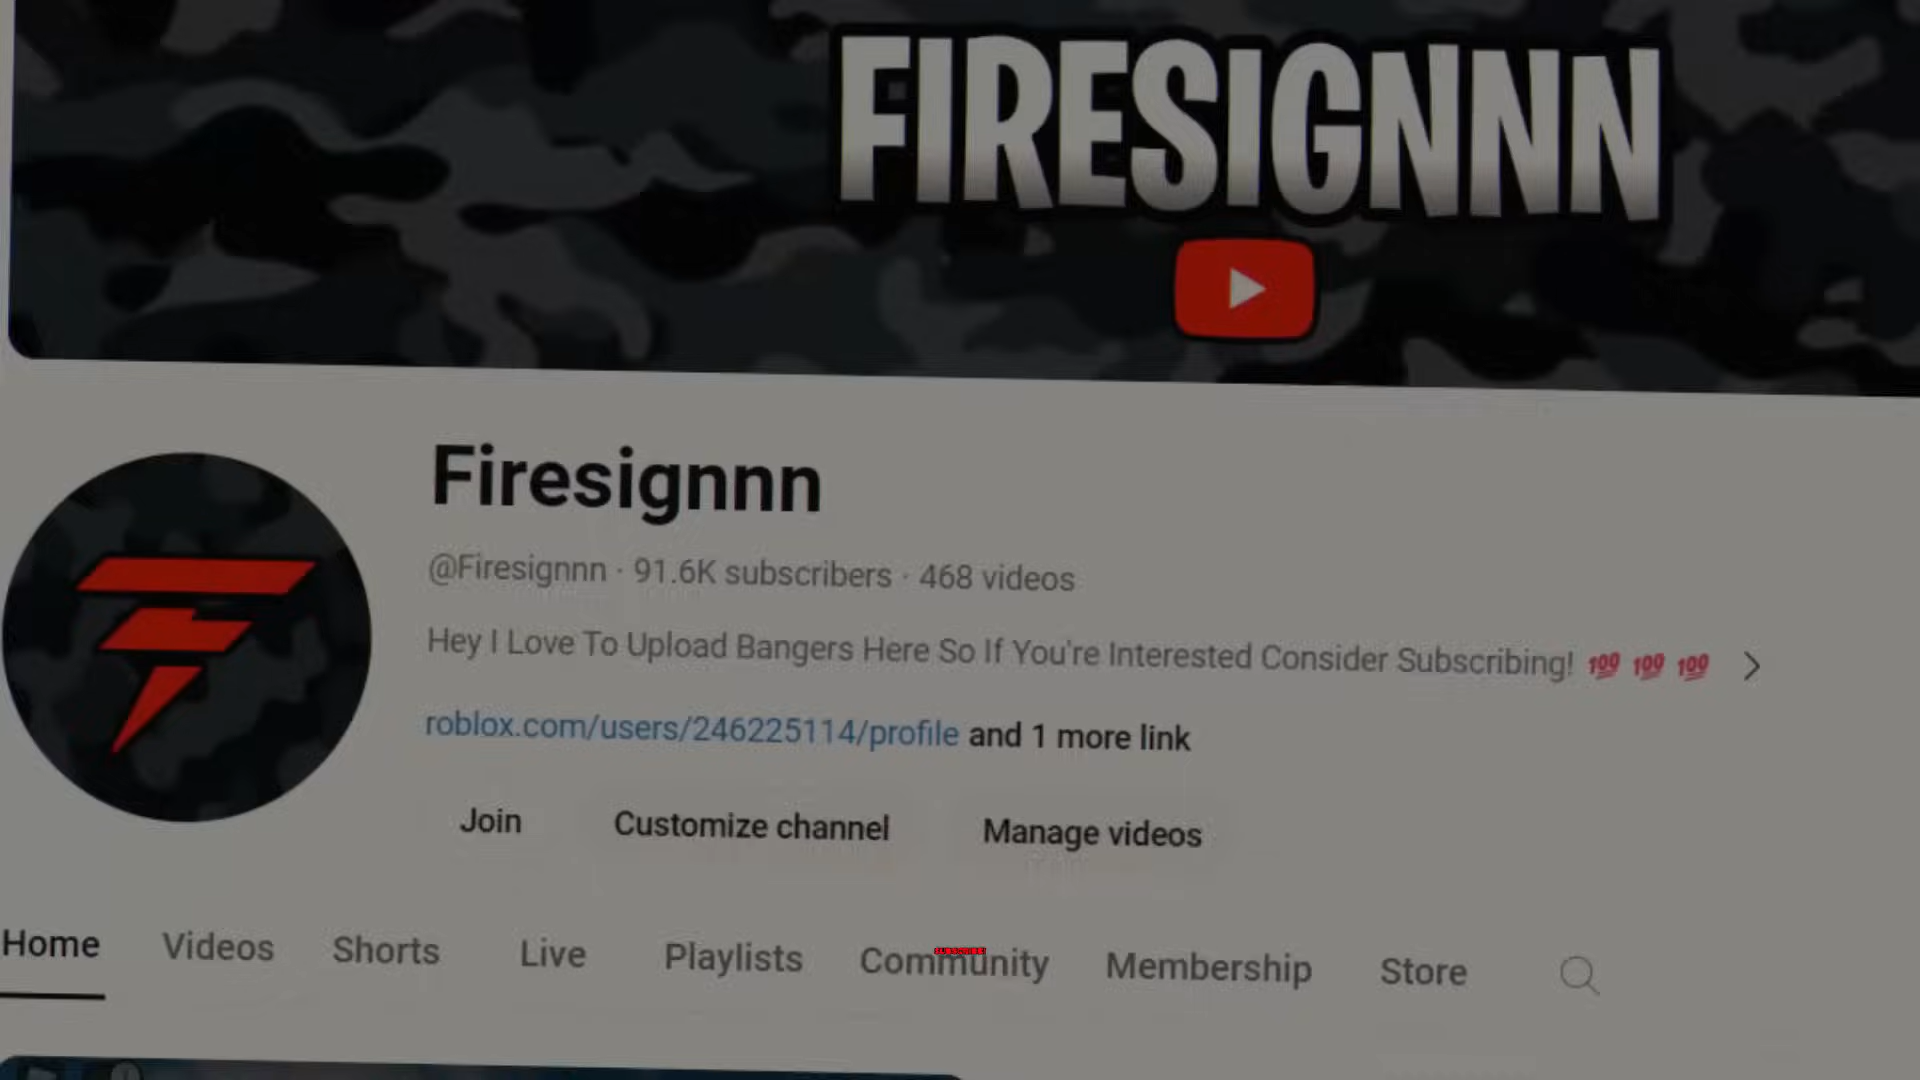 FIRESIGNNN
Firesignnn
@Firesignnn · 91.6K subscribers · 468 videos
Hey I Love To Upload Bangers Here So If You're Interested Consider Subscribing! 💯 💯 💯
roblox.com/users/246225114/profile and 1 more link
Join Customize channel Manage videos
SUBSCRIBE!
Home Videos Shorts Live Playlists Community Membership Store